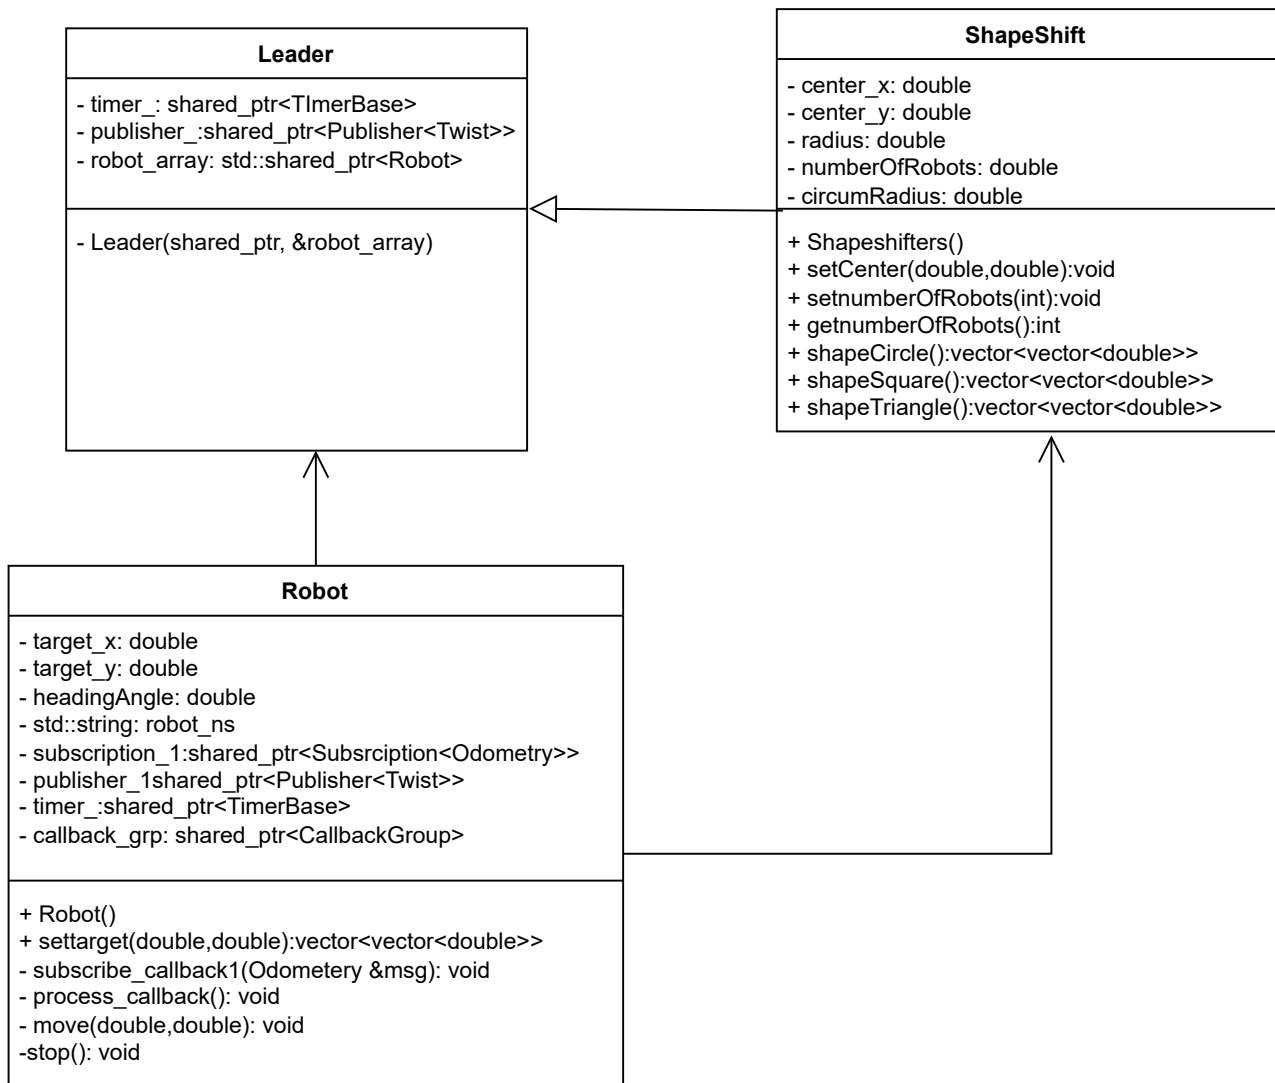 Leader
- timer_: shared_ptr<TImerBase>
- publisher_:shared_ptr<Publisher<Twist>>
- robot_array: std::shared_ptr<Robot>
- Leader(shared_ptr, &robot_array)
ShapeShift
- center_x: double
- center_y: double
- radius: double
- numberOfRobots: double
- circumRadius: double
+ Shapeshifters()
+ setCenter(double,double):void
+ setnumberOfRobots(int):void
+ getnumberOfRobots():int
+ shapeCircle():vector<vector<double>>
+ shapeSquare():vector<vector<double>>
+ shapeTriangle():vector<vector<double>>
Robot
- target_x: double
- target_y: double
- headingAngle: double
- std::string: robot_ns
- subscription_1:shared_ptr<Subsrciption<Odometry>>
- publisher_1shared_ptr<Publisher<Twist>>
- timer_:shared_ptr<TimerBase>
- callback_grp: shared_ptr<CallbackGroup>
+ Robot()
+ settarget(double,double):vector<vector<double>>
- subscribe_callback1(Odometery &msg): void
- process_callback(): void
- move(double,double): void
-stop(): void